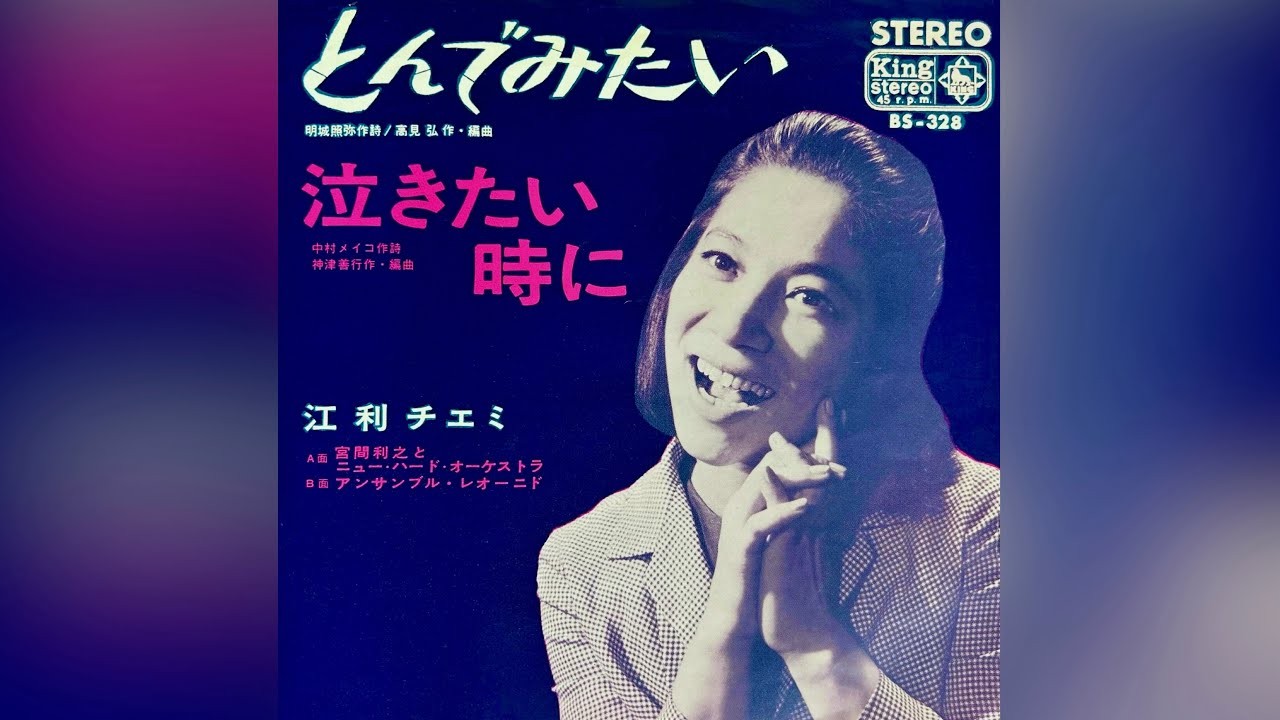 とんでみたい
明城照弥作詩/高見 弘 作・編曲
STEREO
King
stereo
45 r.p.m.
KING
BS-328
泣きたい
時に
中村メイコ作詩
神津善行作・編曲
江利チエミ
A面 宮間利之と
ニュー・ハード・オーケストラ
B面 アンサンブル・レオーニド